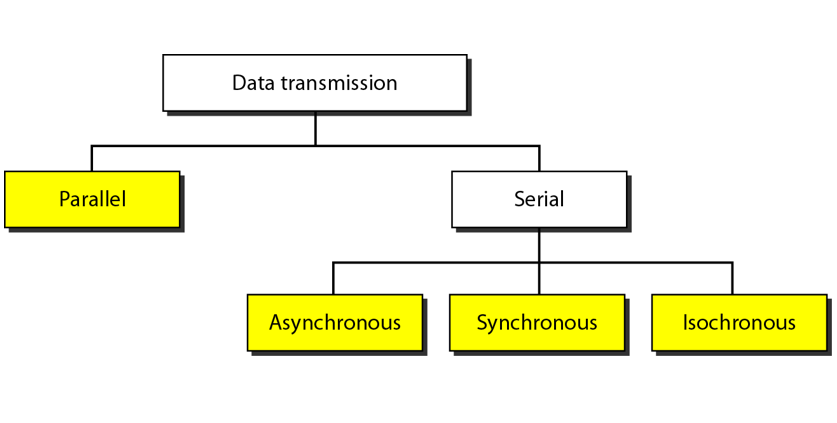 Data transmission
Parallel
Serial
Asynchronous
Synchronous
Isochronous